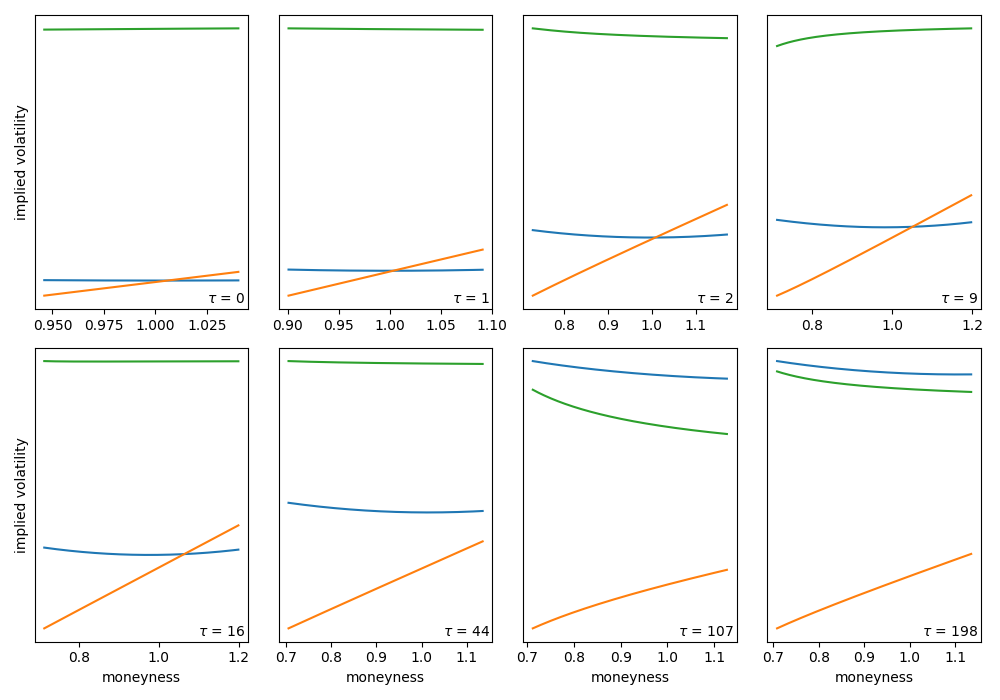 implied volatility
τ = 0
0.950 0.975 1.000 1.025
τ = 1
0.90 0.95 1.00 1.05 1.10
τ = 2
0.8 0.9 1.0 1.1
τ = 9
0.8 1.0 1.2
implied volatility
τ = 16
0.8 1.0 1.2
moneyness
τ = 44
0.7 0.8 0.9 1.0 1.1
moneyness
τ = 107
0.7 0.8 0.9 1.0 1.1
moneyness
τ = 198
0.7 0.8 0.9 1.0 1.1
moneyness